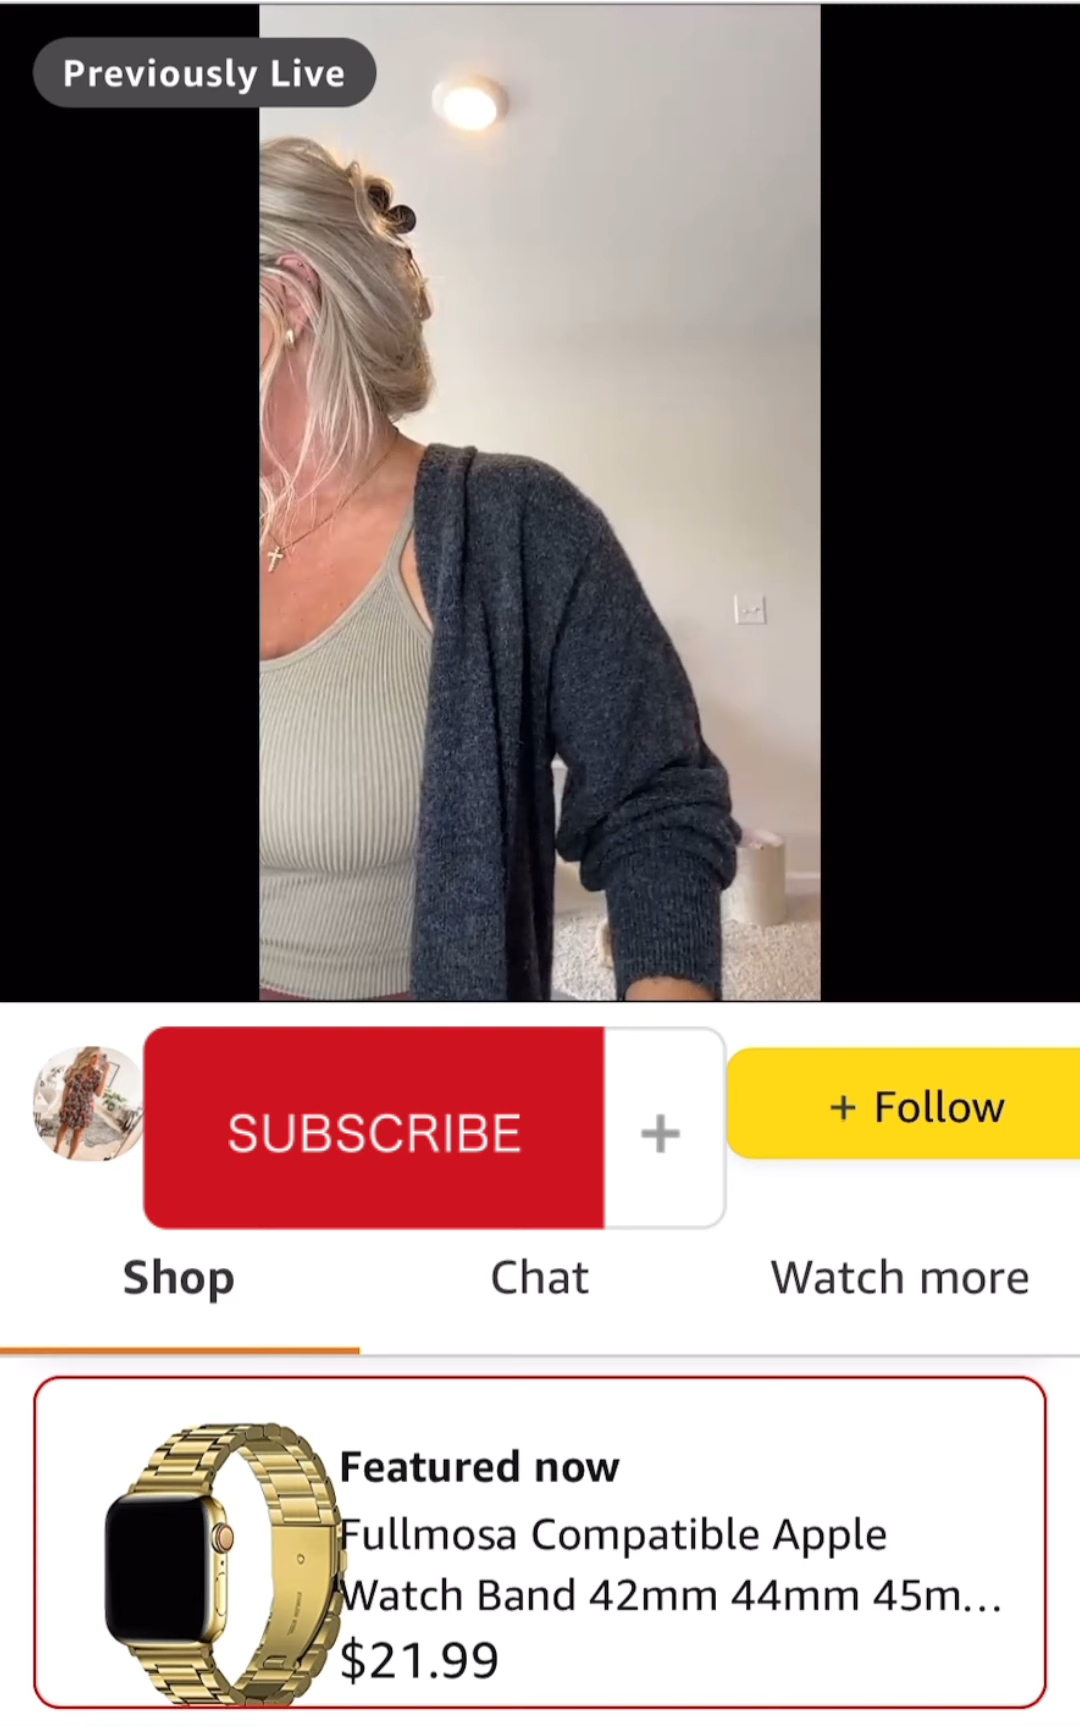 Previously Live
SUBSCRIBE
+
+ Follow
Shop
Chat
Watch more
Featured now
Fullmosa Compatible Apple
Watch Band 42mm 44mm 45m...
$21.99